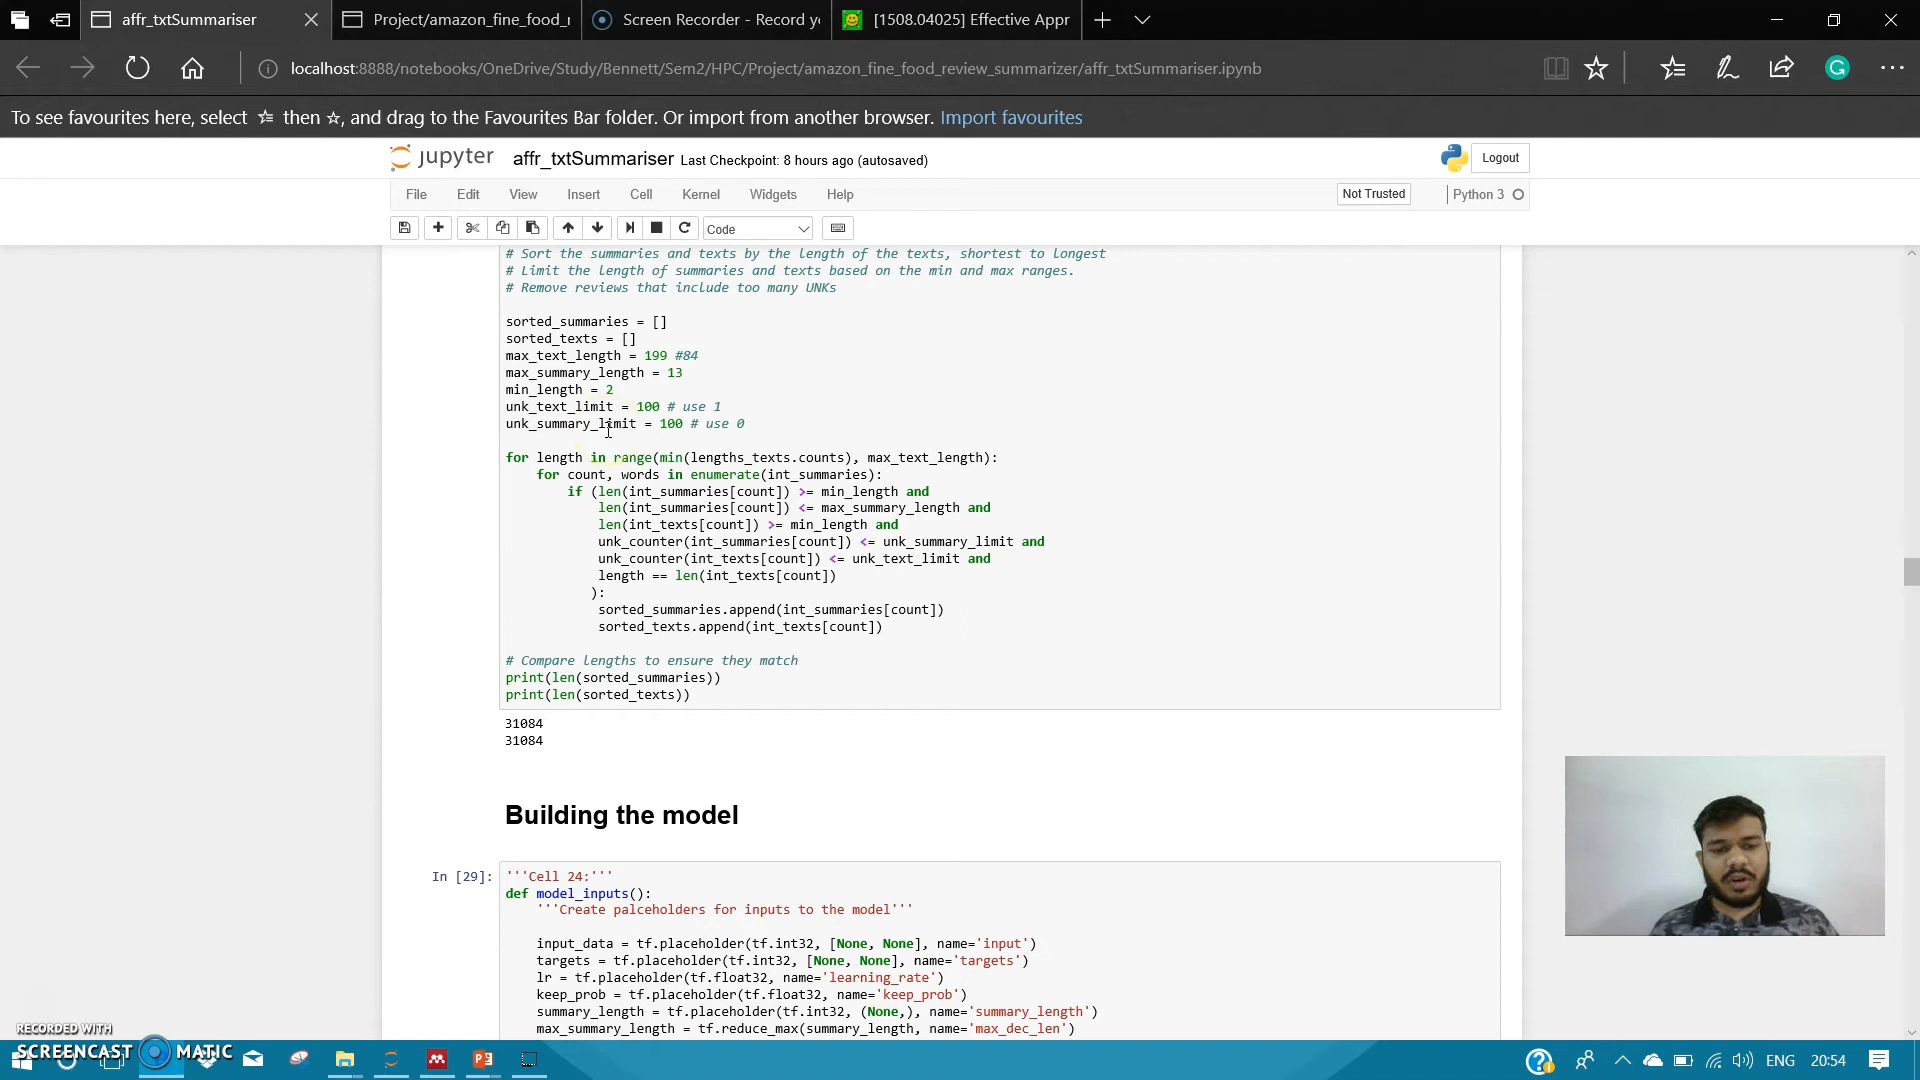 affr_txtSummariser
Project/amazon_fine_food_r
Screen Recorder - Record yo
[1508.04025] Effective Appr
localhost:8888/notebooks/OneDrive/Study/Bennett/Sem2/HPC/Project/amazon_fine_food_review_summarizer/affr_txtSummariser.ipynb
To see favourites here, select then ☆, and drag to the Favourites Bar folder. Or import from another browser. Import favourites
jupyter affr_txtSummariser Last Checkpoint: 8 hours ago (autosaved)
Logout
File Edit View Insert Cell Kernel Widgets Help
Not Trusted
Python 3
Code
# Sort the summaries and texts by the length of the texts, shortest to longest
# Limit the length of summaries and texts based on the min and max ranges.
# Remove reviews that include too many UNKs
sorted_summaries = []
sorted_texts = []
max_text_length = 199 #84
max_summary_length = 13
min_length = 2
unk_text_limit = 100 # use 1
unk_summary_limit = 100 # use 0
for length in range(min(lengths_texts.counts), max_text_length):
for count, words in enumerate(int_summaries):
if (len(int_summaries[count]) >= min_length and
len(int_summaries[count]) <= max_summary_length and
len(int_texts[count]) >= min_length and
unk_counter(int_summaries[count]) <= unk_summary_limit and
unk_counter(int_texts[count]) <= unk_text_limit and
length == len(int_texts[count])
):
sorted_summaries.append(int_summaries[count])
sorted_texts.append(int_texts[count])
# Compare lengths to ensure they match
print(len(sorted_summaries))
print(len(sorted_texts))
31084
31084
Building the model
In [29]:
'''Cell 24:'''
def model_inputs():
'''Create palceholders for inputs to the model'''
input_data = tf.placeholder(tf.int32, [None, None], name='input')
targets = tf.placeholder(tf.int32, [None, None], name='targets')
lr = tf.placeholder(tf.float32, name='learning_rate')
keep_prob = tf.placeholder(tf.float32, name='keep_prob')
summary_length = tf.placeholder(tf.int32, (None,), name='summary_length')
max_summary_length = tf.reduce_max(summary_length, name='max_dec_len')
RECORDED WITH
SCREENCAST MATIC
ENG
20:54